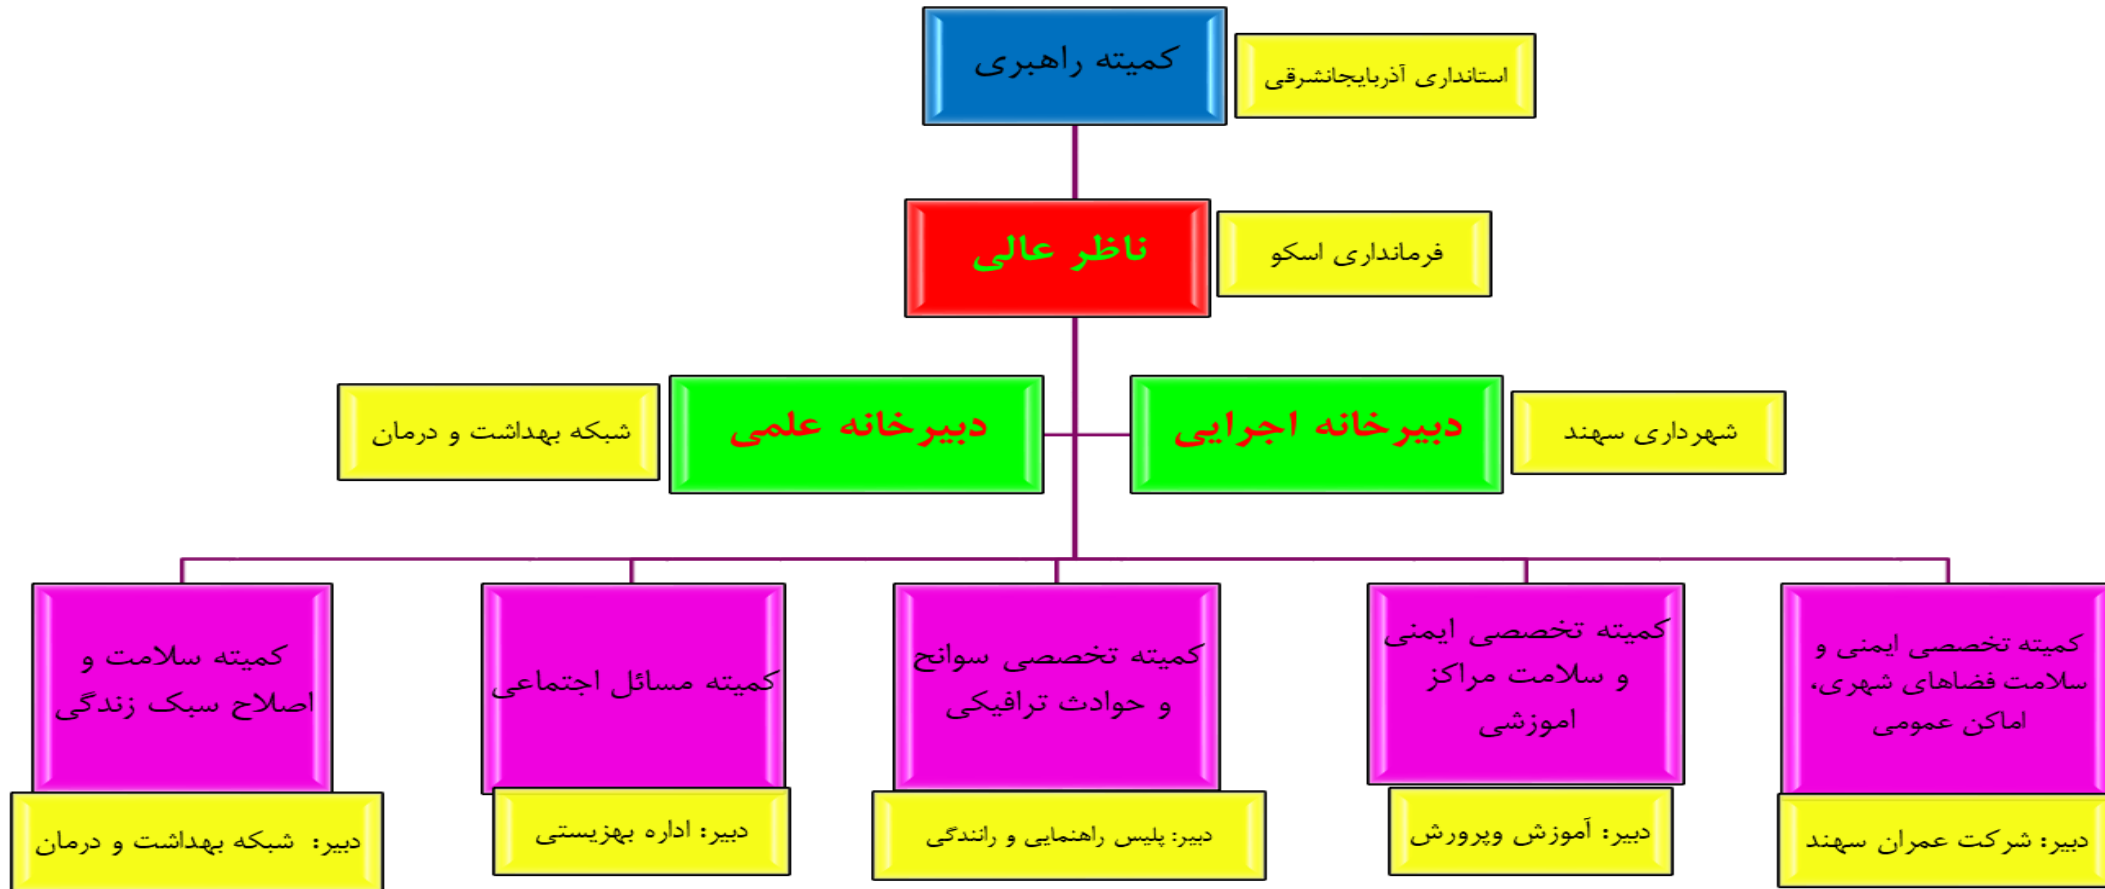 کمیته راهبری
استانداری آذربایجانشرقی
ناظر عالی
فرمانداری اسکو
شهرداری سهند
دبیرخانه اجرایی
دبیرخانه علمی
شبکه بهداشت و درمان
کمیته تخصصی ایمنی و
سلامت فضاهای شهری،
اماکن عمومی
دبیر: شرکت عمران سهند
کمیته تخصصی ایمنی
و سلامت مراکز
اموزشی
دبیر: آموزش وپرورش
کمیته تخصصی سوانح
و حوادث ترافیکی
دبیر: پلیس راهنمایی و رانندگی
کمیته مسائل اجتماعی
دبیر: اداره بهزیستی
کمیته سلامت و
اصلاح سبک زندگی
دبیر: شبکه بهداشت و درمان